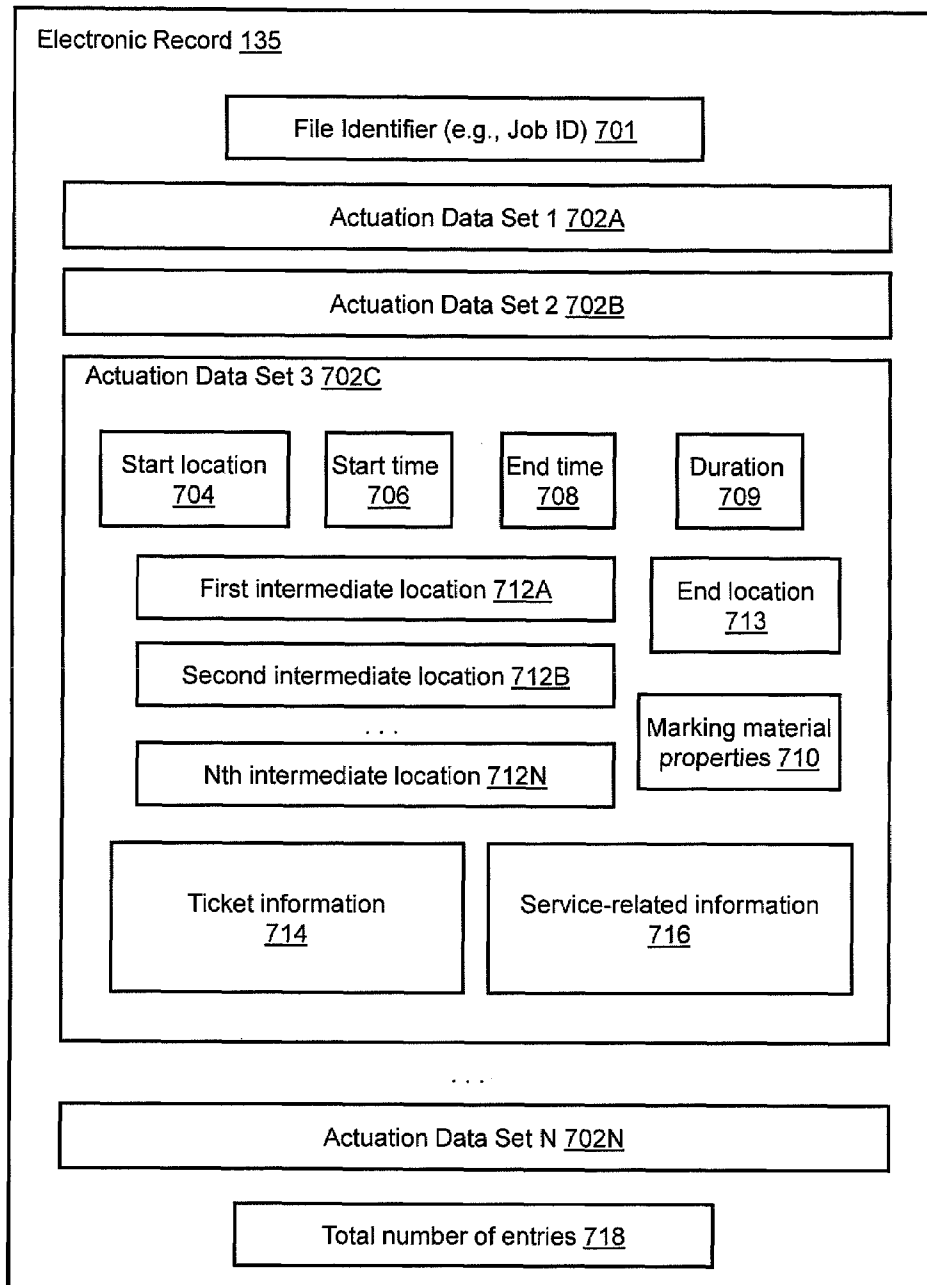 Electronic Record 135
File Identifier (e.g., Job ID) 701
Actuation Data Set 1 702A
Actuation Data Set 2 702B
Actuation Data Set 3 702C
Start location
704
Start time
706
End time
708
Duration
709
First intermediate location 712A
End location
713
Second intermediate location 712B
. . .
Marking material
properties 710
Nth intermediate location 712N
Ticket information
714
Service-related information
716
. . .
Actuation Data Set N 702N
Total number of entries 718